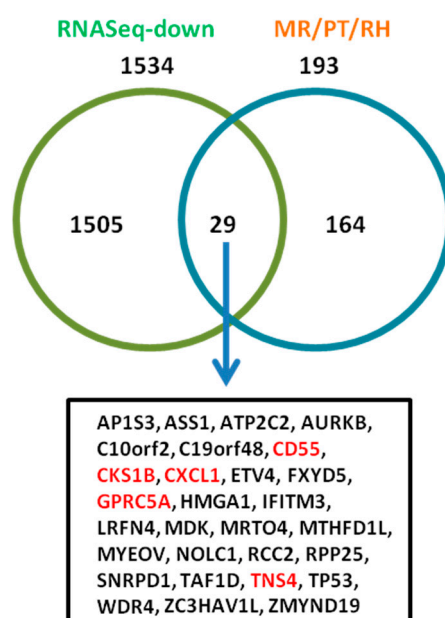 RNASeq-down MR/PT/RH
1534 193
1505 29 164
AP1S3, ASS1, ATP2C2, AURKB,
C10orf2, C19orf48, CD55,
CKS1B, CXCL1, ETV4, FXYD5,
GPRC5A, HMGA1, IFITM3,
LRFN4, MDK, MRTO4, MTHFD1L,
MYEOV, NOLC1, RCC2, RPP25,
SNRPD1, TAF1D, TNS4, TP53,
WDR4, ZC3HAV1L, ZMYND19